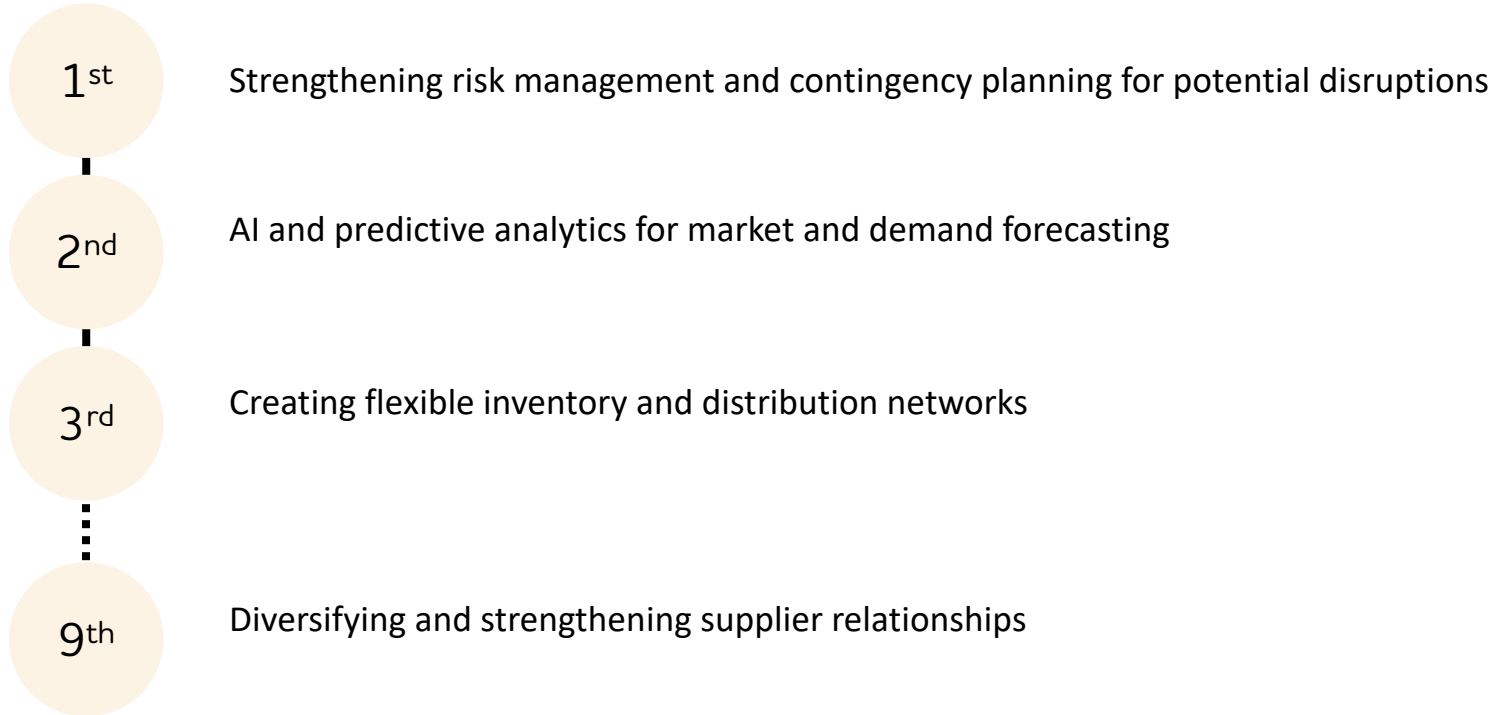 1st Strengthening risk management and contingency planning for potential disruptions
2nd AI and predictive analytics for market and demand forecasting
3rd Creating flexible inventory and distribution networks
9th Diversifying and strengthening supplier relationships